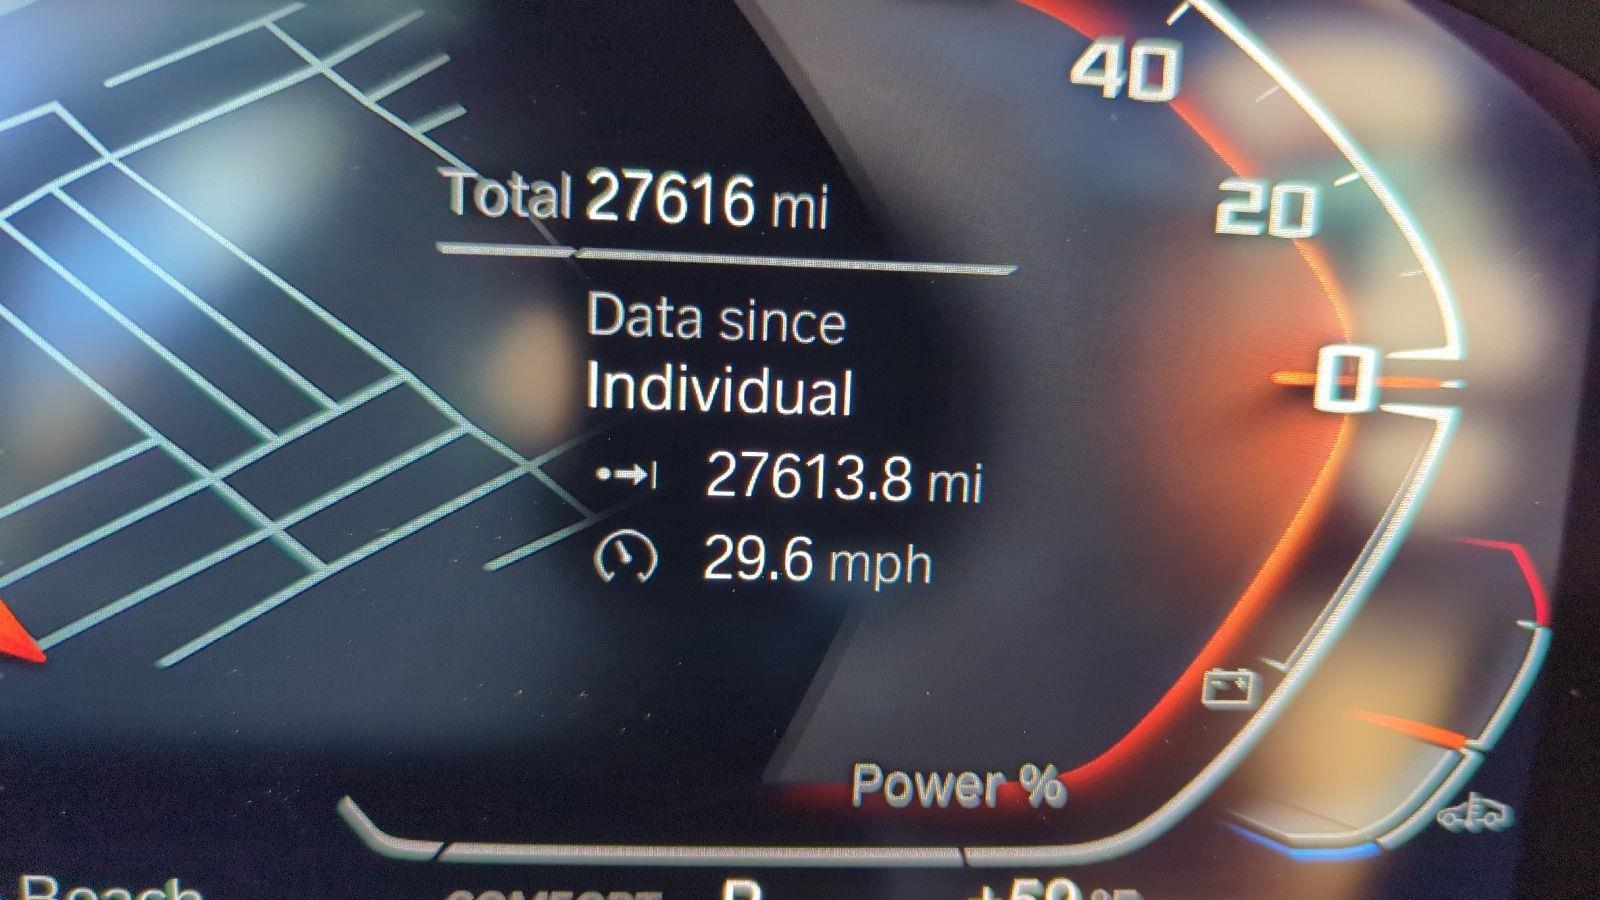 40
20
Total 27616 mi
Data since
Individual
0
27613.8 mi
29.6 mph
Power %